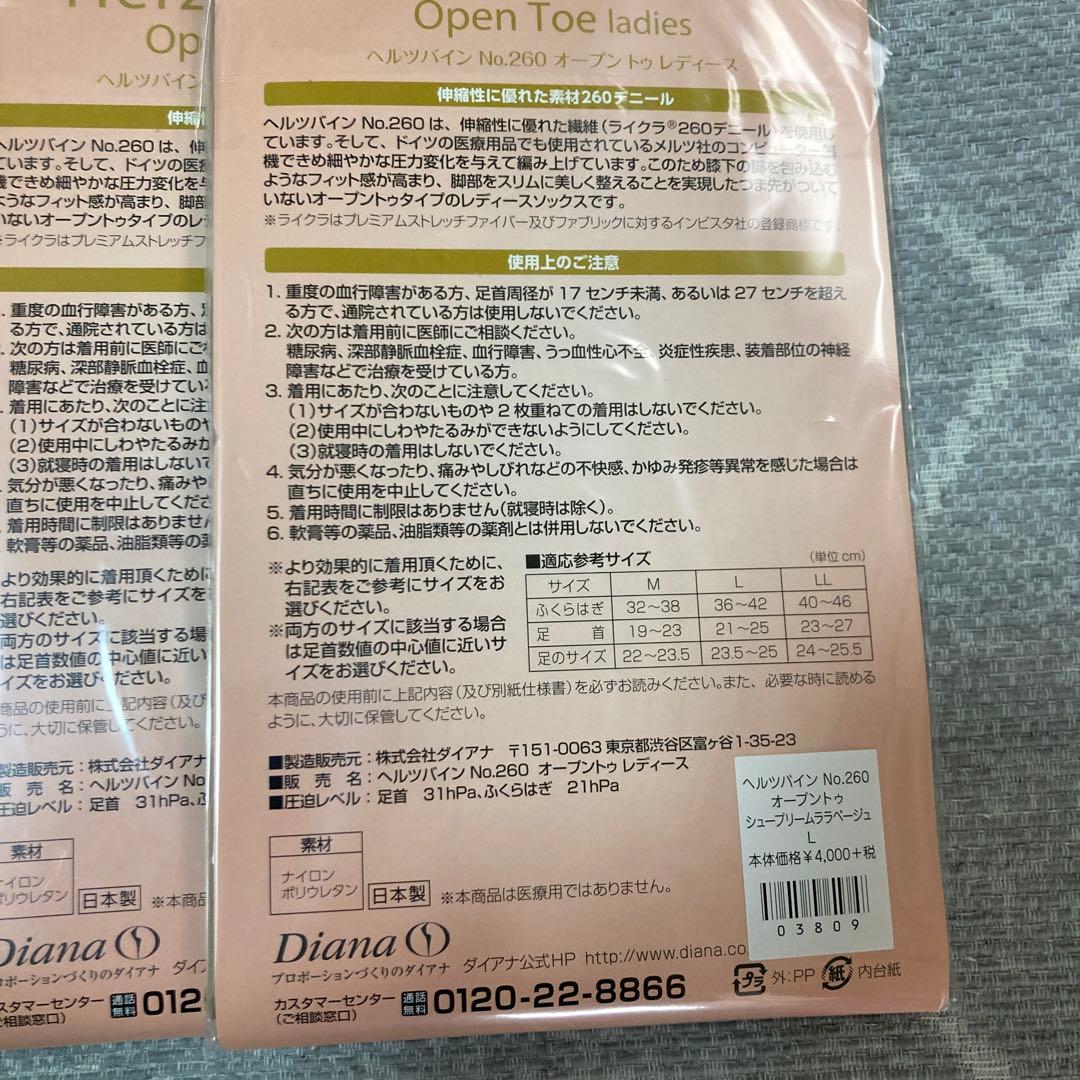 Open Toe ladies
ヘルツバイン No.260 オープン トゥ レディース
伸縮性に優れた素材260デニール
ヘルツバイン No.260 は、伸縮性に優れた繊維(ライクラ®260デニール)を使用し
ています。そして、ドイツの医療用品でも使用されているメルツ社のコンピューター編
機できめ細やかな圧力変化を与えて編み上げています。このため膝下の脚を包み込む
ようなフィット感が高まり、脚部をスリムに美しく整えることを実現したつま先がついて
いないオープントゥタイプのレディースソックスです。
※ライクラはプレミアムストレッチファイバー及びファブリックに対するインビスタ社の登録商標です。
使用上のご注意
1. 重度の血行障害がある方、足首周径が 17 センチ未満、あるいは 27 センチを超え
る方で、通院されている方は使用しないでください。
2. 次の方は着用前に医師にご相談ください。
糖尿病、深部静脈血栓症、血行障害、うっ血性心不全、炎症性疾患、装着部位の神経
障害などで治療を受けている方。
3. 着用にあたり、次のことに注意してください。
(1)サイズが合わないものや 2 枚重ねての着用はしないでください。
(2)使用中にしわやたるみができないようにしてください。
(3)就寝時の着用はしないでください。
4. 気分が悪くなったり、痛みやしびれなどの不快感、かゆみ発疹等異常を感じた場合は
直ちに使用を中止してください。
5. 着用時間に制限はありません(就寝時は除く)。
6. 軟膏等の薬品、油脂類等の薬剤とは併用しないでください。
※より効果的に着用頂くために、
右記表をご参考にサイズをお
選びください。
※両方のサイズに該当する場合
は足首数値の中心値に近いサ
イズをお選びください。
■適応参考サイズ (単位 cm)
サイズ M L LL
ふくらはぎ 32～38 36～42 40～46
足 首 19～23 21～25 23～27
足のサイズ 22～23.5 23.5～25 24～25.5
本商品の使用前に上記内容(及び別紙仕様書)を必ずお読みください。また、必要な時に読める
ように、大切に保管してください。
■製造販売元：株式会社ダイアナ 〒151-0063 東京都渋谷区富ヶ谷1-35-23
■販 売 名：ヘルツバイン No.260 オープントゥ レディース
■圧迫レベル：足首 31hPa、ふくらはぎ 21hPa
素材
ナイロン
ポリウレタン
日本製
※本商品は医療用ではありません。
Diana
プロポーションづくりのダイアナ
ダイアナ公式HP http://www.diana.co
カスタマーセンター
(ご相談窓口)
通話
無料
0120-22-8866
プラ 外:PP 紙 内台紙
ヘルツバイン No.260
オープントゥ
シュープリームララベージュ
L
本体価格￥4,000+税
03809